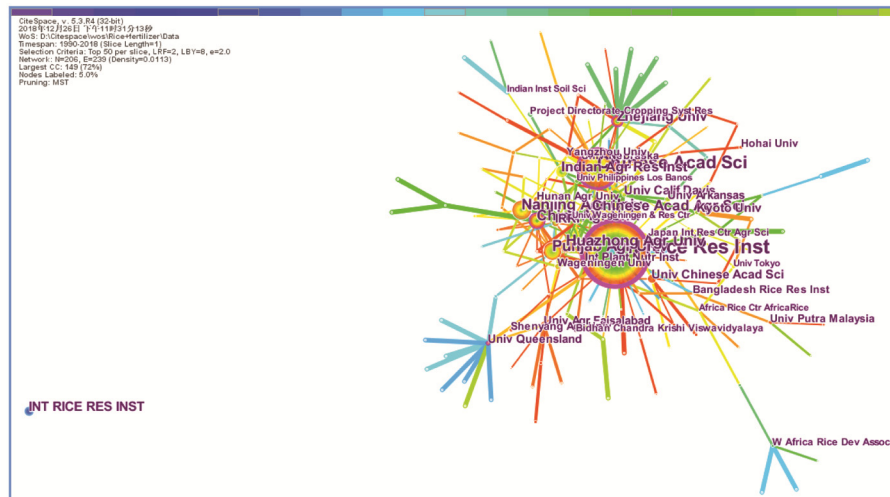 CiteSpace, v. 5.3.R4 (32-bit)
2018年12月26日 下午11时31分13秒
WoS: D:\Citespace\wos\Rice+fertilizer\Data
Timespan: 1990-2018 (Slice Length=1)
Selection Criteria: Top 50 per slice, LRF=2, LBY=8, e=2.0
Network: N=206, E=239 (Density=0.0113)
Largest CC: 149 (72%)
Nodes Labeled: 5.0%
Pruning: MST
Indian Inst Soil Sci
Project Directorate Cropping Syst Res
Zhejiang Univ
Hohai Univ
Yangzhou Univ
Chinese Acad Sci
Indian Agr Res Inst
Univ Philippines Los Banos
Univ Calif Davis
Hunan Agr Univ
Univ Arkansas
Nanjing A
Chinese Acad Agr Sci
Kyoto Univ
Univ Wageningen & Res Ctr
Japan Int Res Ctr Agr Sci
Huazhong Agr Univ
Punjab Agr
Rice Res Inst
Int Plant Nutr Inst
Wageningen Univ
Univ Tokyo
Univ Chinese Acad Sci
Bangladesh Rice Res Inst
Africa Rice Ctr AfricaRice
Univ Agr Faisalabad
Univ Putra Malaysia
Shenyang A
Bidhan Chandra Krishi Viswavidyalaya
Univ Queensland
INT RICE RES INST
W Africa Rice Dev Assoc